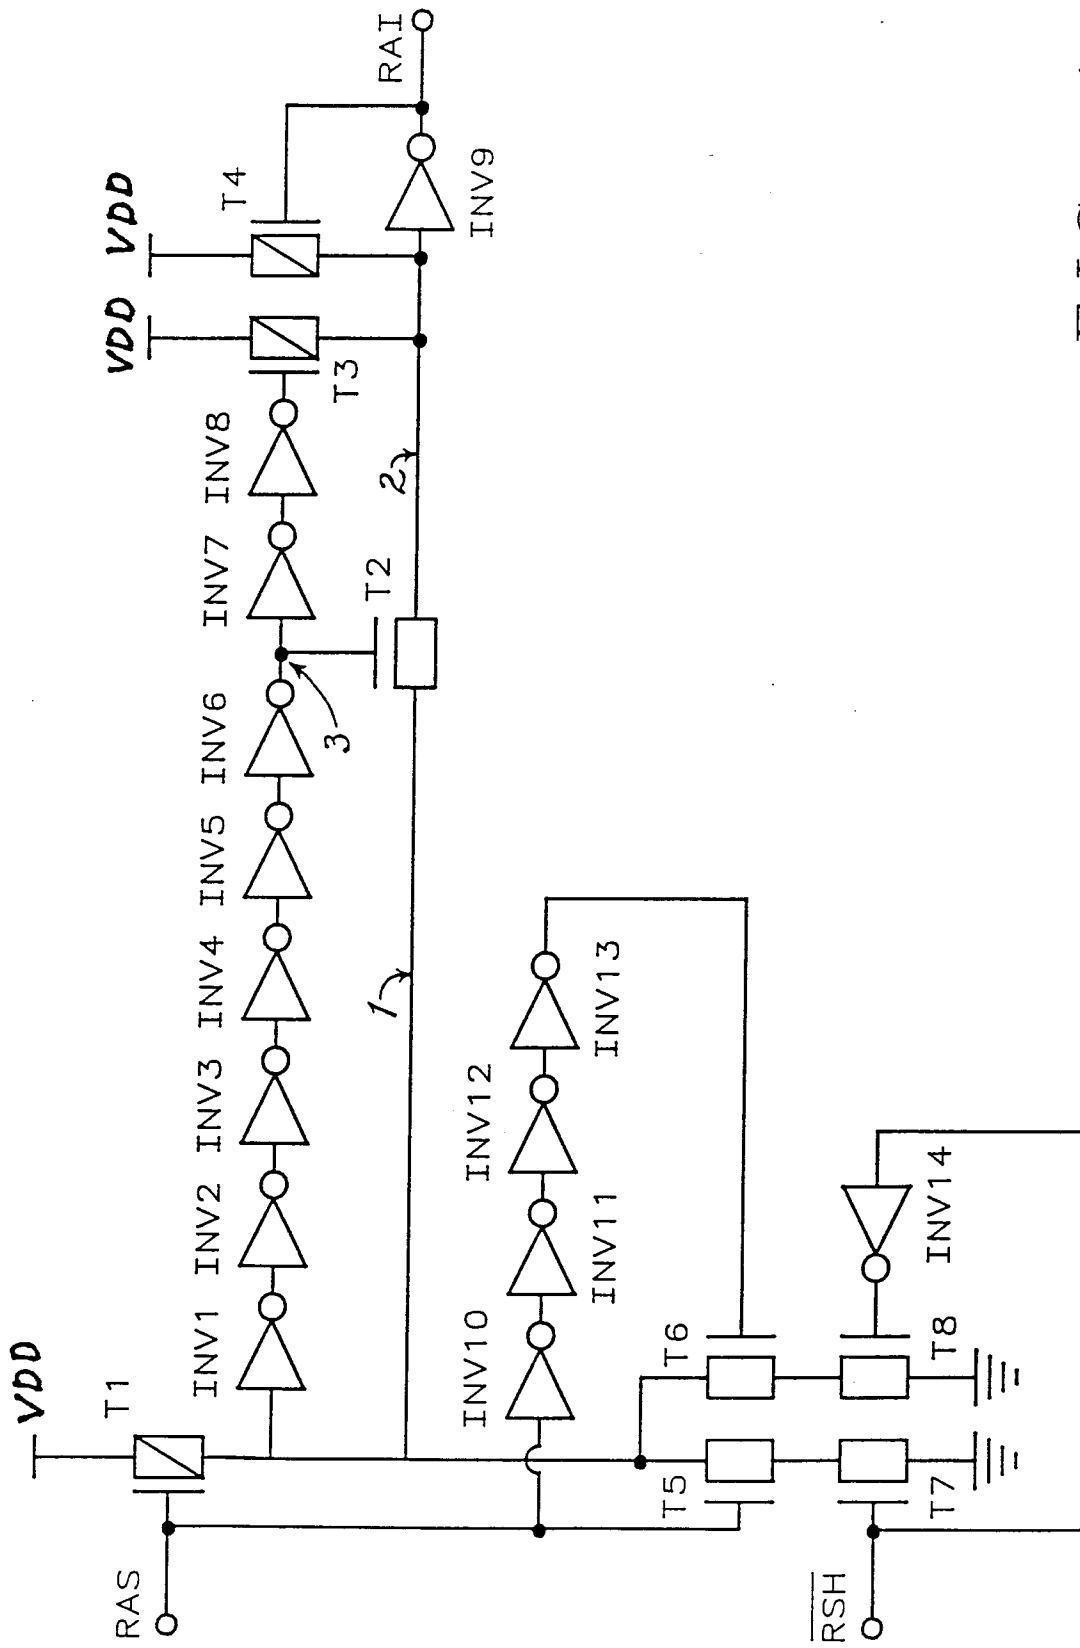 VDD
VDD
VDD
T1
INV1
INV2
INV3
INV4
INV5
INV6
INV7
INV8
T4
T3
3
T2
2
1
RAI
INV9
RAS
INV10
INV11
INV12
INV13
T5
T6
RSH
T7
T8
INV14